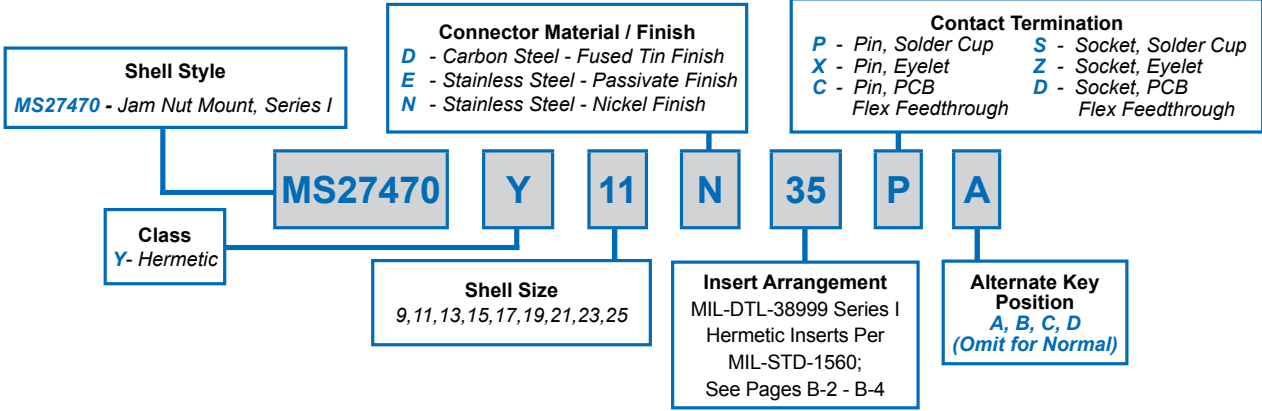 Shell Style
MS27470 - Jam Nut Mount, Series I
Connector Material / Finish
D - Carbon Steel - Fused Tin Finish
E - Stainless Steel - Passivate Finish
N - Stainless Steel - Nickel Finish
Contact Termination
P - Pin, Solder Cup
X - Pin, Eyelet
C - Pin, PCB
Flex Feedthrough
S - Socket, Solder Cup
Z - Socket, Eyelet
D - Socket, PCB
Flex Feedthrough
MS27470 Y 11 N 35 P A
Class
Y- Hermetic
Shell Size
9,11,13,15,17,19,21,23,25
Insert Arrangement
MIL-DTL-38999 Series I
Hermetic Inserts Per
MIL-STD-1560;
See Pages B-2 - B-4
Alternate Key
Position
A, B, C, D
(Omit for Normal)